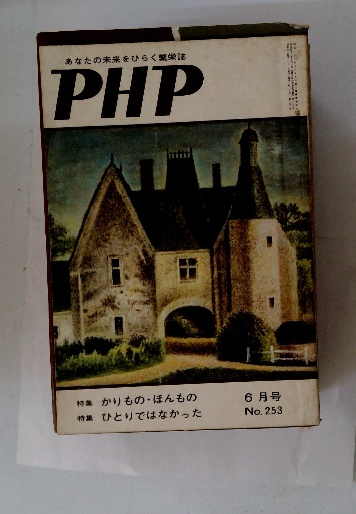 あなたの未来をひらく繁栄誌
PHP
特集 かりもの・ほんもの
特集 ひとりではなかった
6月号
No.253